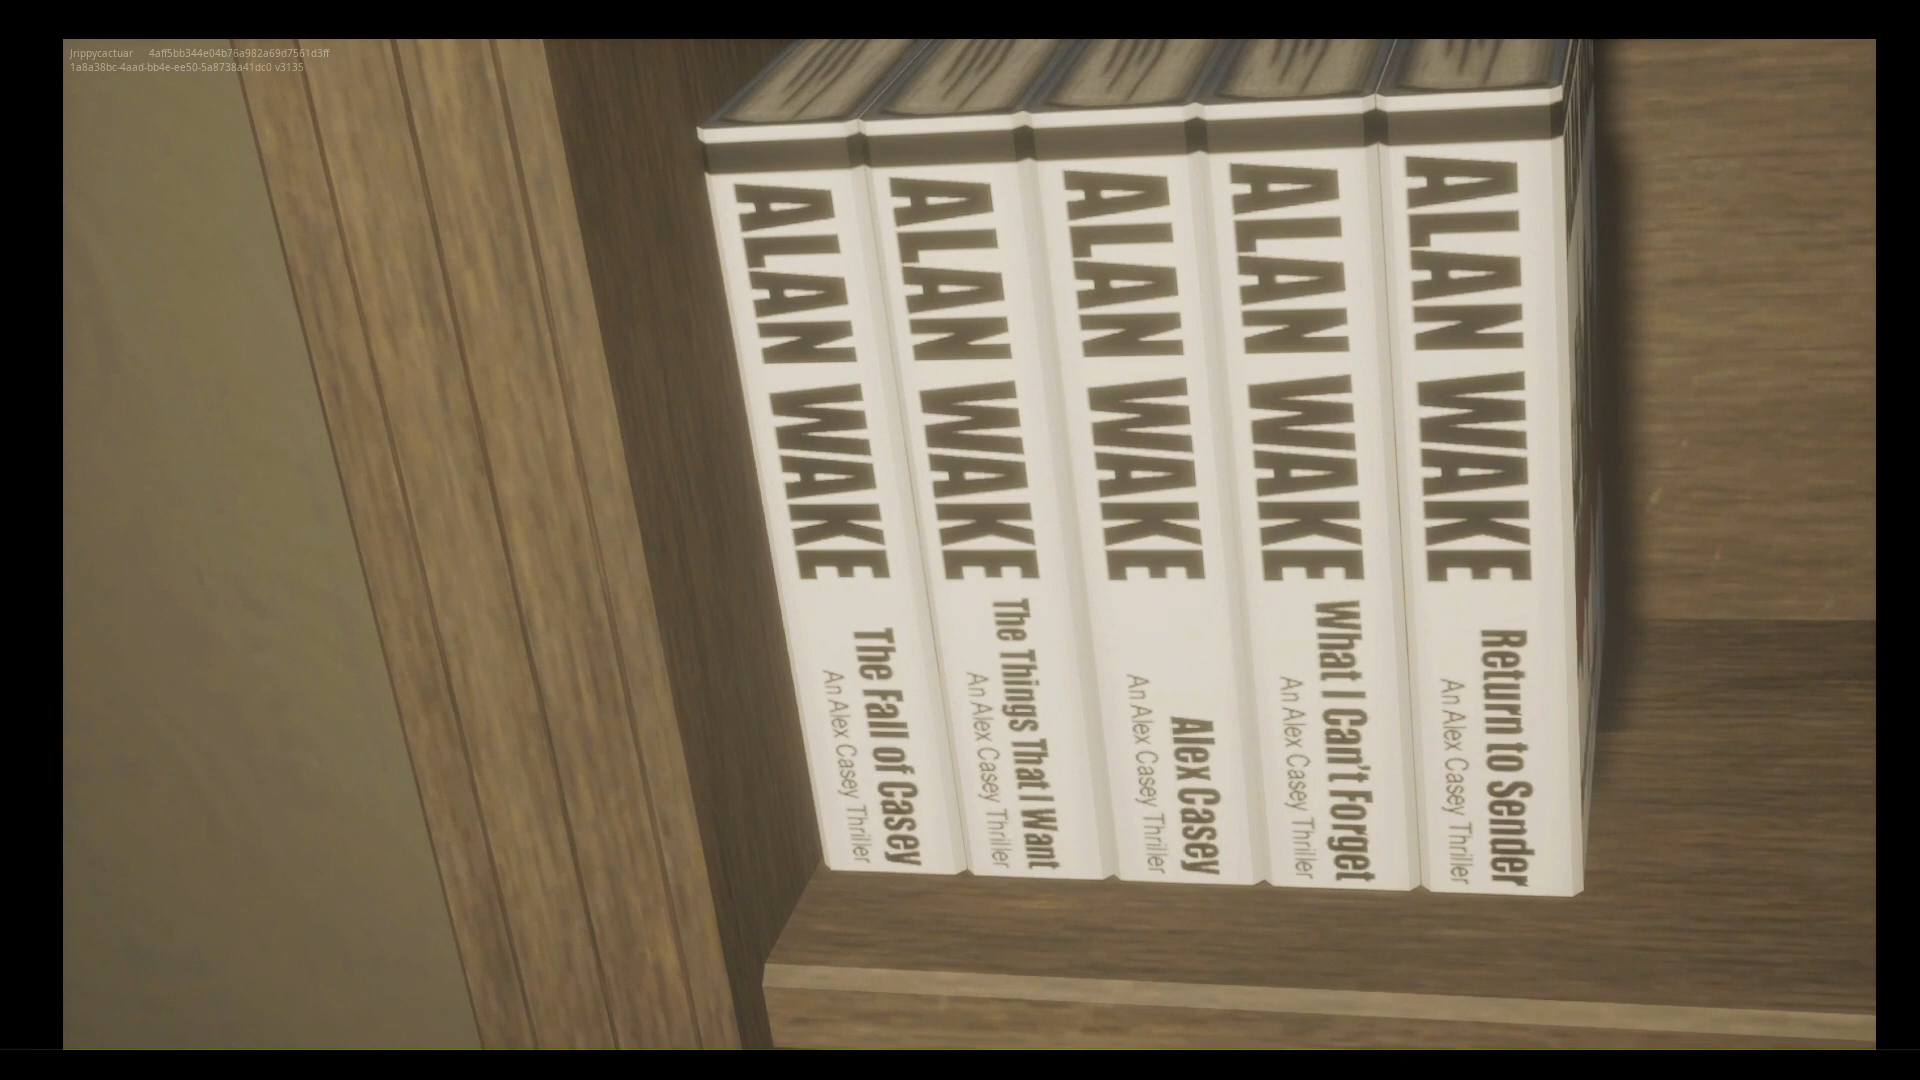 Jrippycactuar 4aff5bb344e04b76a982a69d7561d3ff
1a8a38bc-4aad-bb4e-ee50-5a8738a41dc0 v3135
ALAN WAKE
The Fall of Casey
An Alex Casey Thriller
ALAN WAKE
The Things That I Want
An Alex Casey Thriller
ALAN WAKE
Alex Casey
An Alex Casey Thriller
ALAN WAKE
What I Can't Forget
An Alex Casey Thriller
ALAN WAKE
Return to Sender
An Alex Casey Thriller